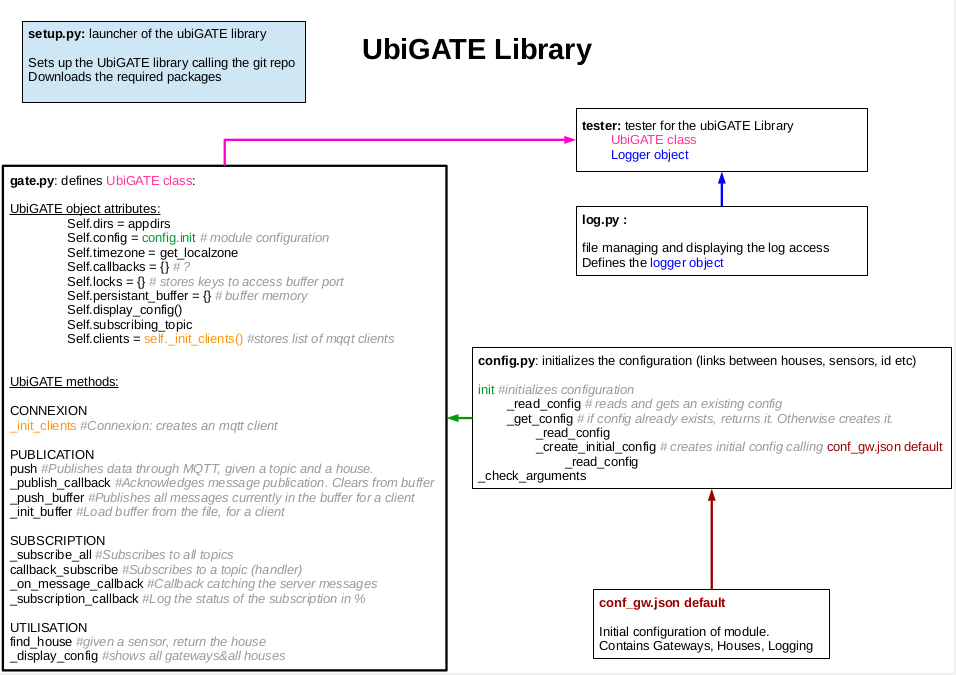 setup.py: launcher of the ubiGATE library
Sets up the UbiGATE library calling the git repo
Downloads the required packages
UbiGATE Library
tester: tester for the ubiGATE Library
UbiGATE class
Logger object
log.py :
file managing and displaying the log access
Defines the logger object
gate.py: defines UbiGATE class:
UbiGATE object attributes:
Self.dirs = appdirs
Self.config = config.init # module configuration
Self.timezone = get_localzone
Self.callbacks = {} # ?
Self.locks = {} # stores keys to access buffer port
Self.persistant_buffer = {} # buffer memory
Self.display_config()
Self.subscribing_topic
Self.clients = self._init_clients() #stores list of mqpt clients
UbiGATE methods:
CONNEXION
_init_clients #Connexion: creates an mqtt client
PUBLICATION
push #Publishes data through MQTT, given a topic and a house.
_publish_callback #Acknowledges message publication. Clears from buffer
_push_buffer #Publishes all messages currently in the buffer for a client
_init_buffer #Load buffer from the file, for a client
SUBSCRIPTION
_subscribe_all #Subscribes to all topics
callback_subscribe #Subscribes to a topic (handler)
_on_message_callback #Callback catching the server messages
_subscription_callback #Log the status of the subscription in %
UTILISATION
find_house #given a sensor, return the house
_display_config #shows all gateways&all houses
config.py: initializes the configuration (links between houses, sensors, id etc)
init #initializes configuration
_read_config # reads and gets an existing config
_get_config # if config already exists, returns it. Otherwise creates it.
_read_config
_create_initial_config # creates initial config calling conf_gw.json default
_read_config
_check_arguments
conf_gw.json default
Initial configuration of module.
Contains Gateways, Houses, Logging